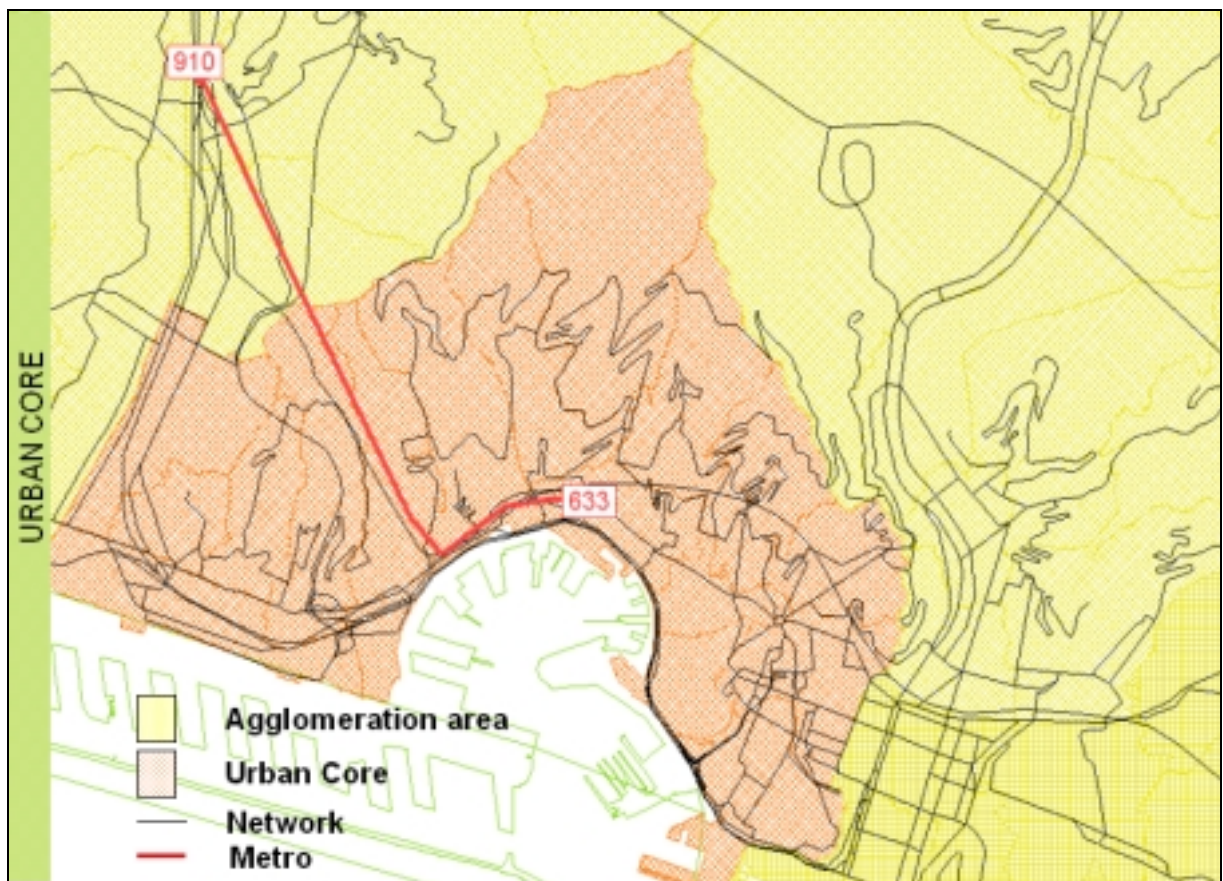 910
URBAN CORE
633
Agglomeration area
Urban Core
Network
Metro